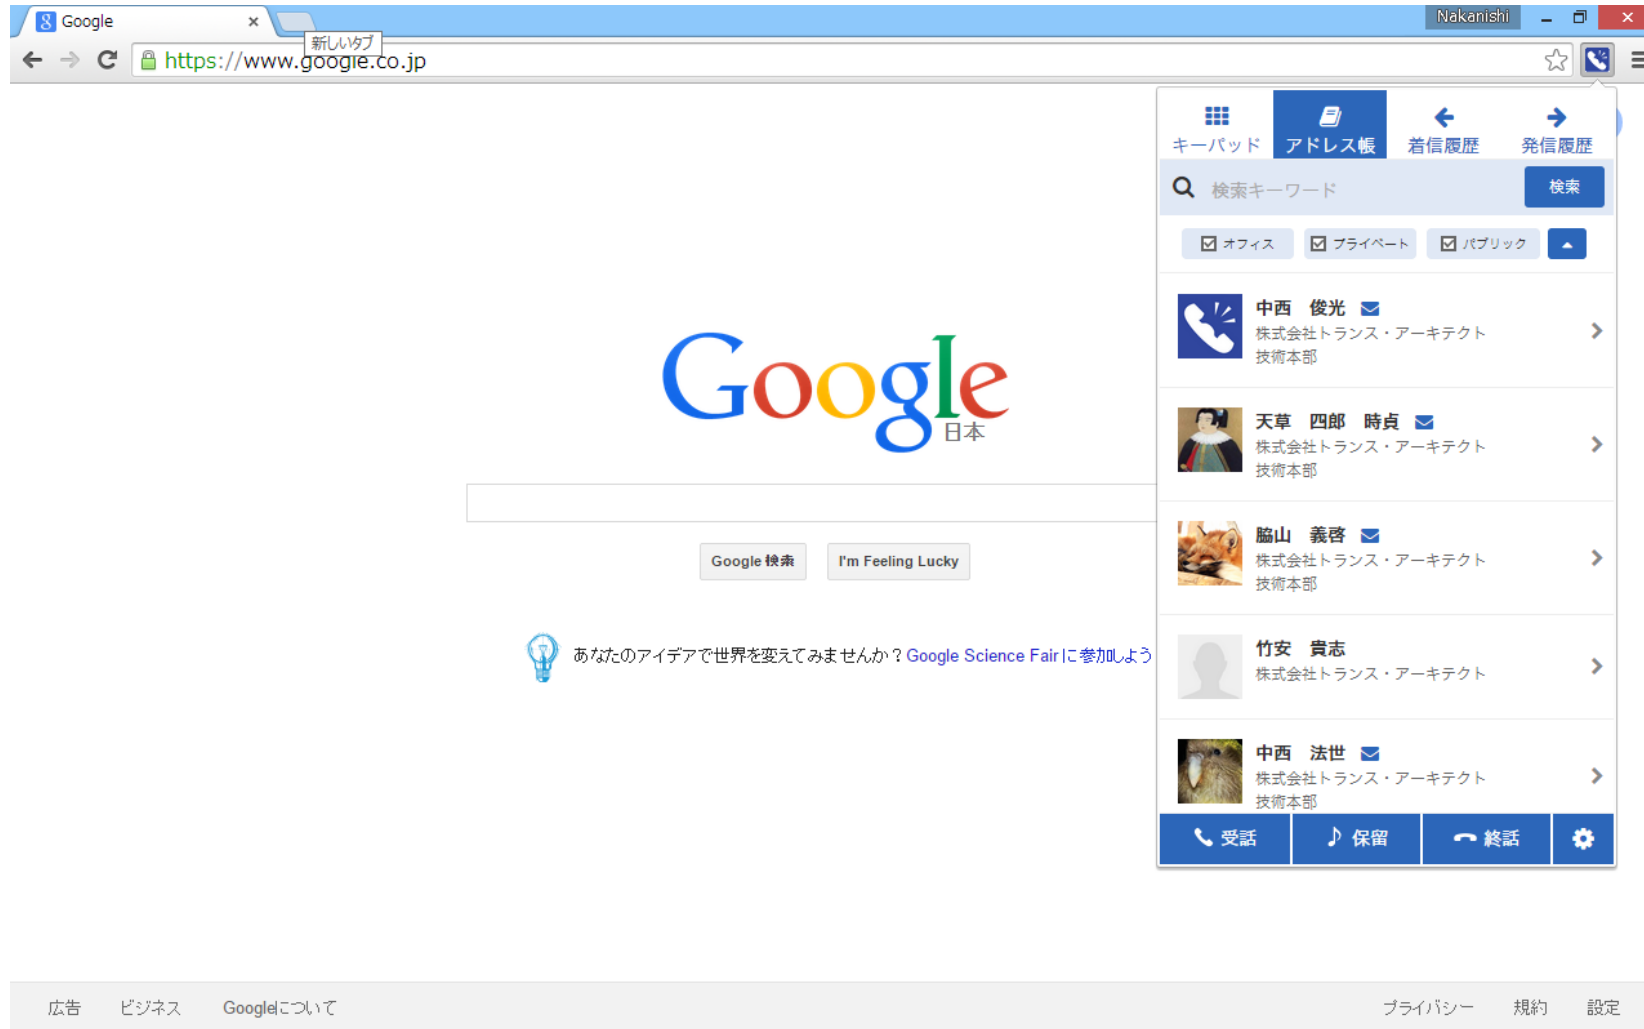 Google
Nakanishi
新しいタブ
https://www.google.co.jp
キーパッド
アドレス帳
着信履歴
発信履歴
検索キーワード
検索
オフィス
プライベート
パブリック
中西 俊光
株式会社トランス・アーキテクト
技術本部
天草 四郎 時貞
株式会社トランス・アーキテクト
技術本部
脇山 義啓
株式会社トランス・アーキテクト
技術本部
竹安 貴志
株式会社トランス・アーキテクト
中西 法世
株式会社トランス・アーキテクト
技術本部
受話
保留
終話
Google
日本
Google 検索
I'm Feeling Lucky
あなたのアイデアで世界を変えてみませんか？Google Science Fairに参加しよう
広告
ビジネス
Googleについて
プライバシー
規約
設定